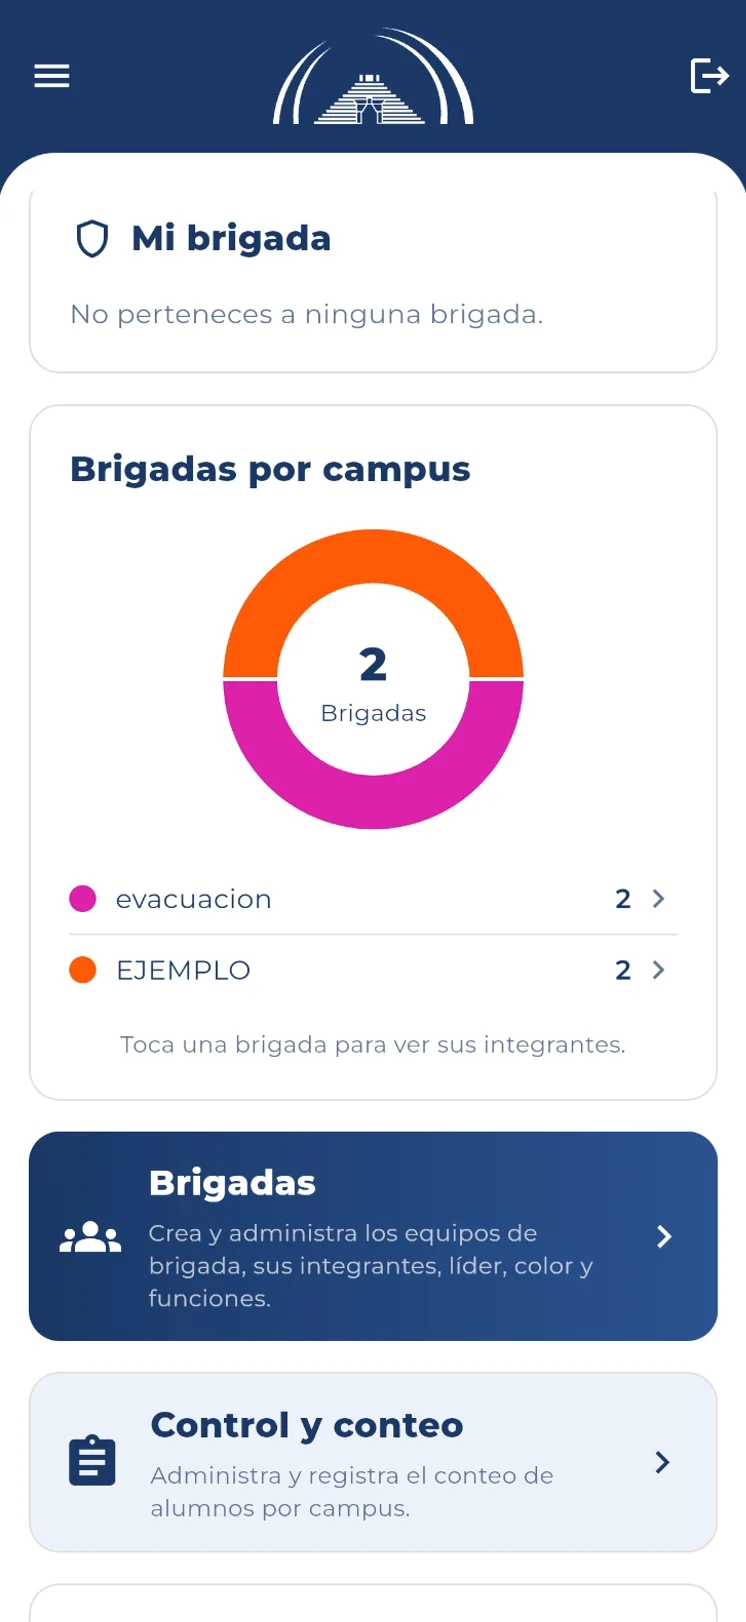 Mi brigada
No perteneces a ninguna brigada.
Brigadas por campus
2
Brigadas
evacuacion 2
EJEMPLO 2
Toca una brigada para ver sus integrantes.
Brigadas
Crea y administra los equipos de
brigada, sus integrantes, líder, color y
funciones.
Control y conteo
Administra y registra el conteo de
alumnos por campus.